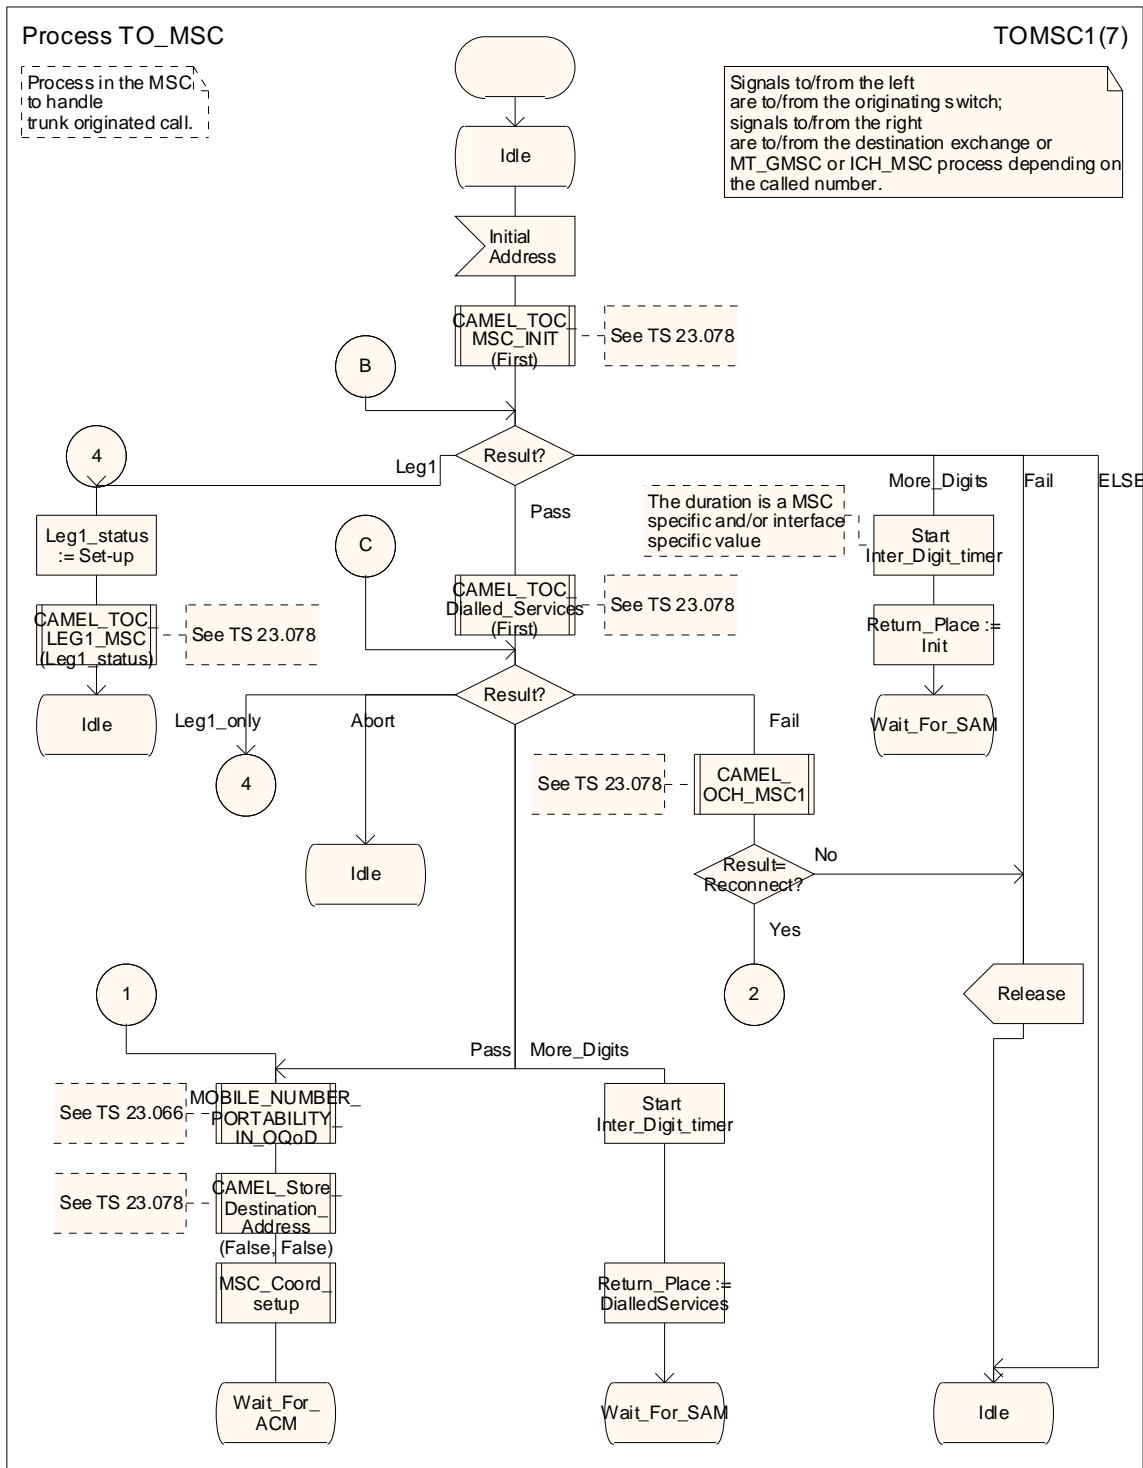 Process TO_MSC
TOMSC1(7)
Process in the MSC
to handle
trunk originated call.
Signals to/from the left
are to/from the originating switch;
signals to/from the right
are to/from the destination exchange or
MT_GMSC or ICH_MSC process depending on
the called number.
Idle
Initial
Address
CAMEL_TOC_
MSC_INIT
(First)
See TS 23.078
B
4
Result?
Leg1
More_Digits
Fail
ELSE
Pass
Leg1_status
:= Set-up
C
The duration is a MSC
specific and/or interface
specific value
Start
Inter_Digit_timer
CAMEL_TOC_
LEG1_MSC
(Leg1_status)
See TS 23.078
CAMEL_TOC_
Dialled_Services
(First)
See TS 23.078
Return_Place :=
Init
Idle
Result?
Leg1_only
Abort
Fail
Wait_For_SAM
4
See TS 23.078
CAMEL_
OCH_MSC1
Idle
Result=
Reconnect?
No
Yes
1
2
Release
Pass
More_Digits
See TS 23.066
MOBILE_NUMBER_
PORTABILITY_
IN_OQoD
Start
Inter_Digit_timer
See TS 23.078
CAMEL_Store_
Destination_
Address
(False, False)
MSC_Coord_
setup
Return_Place :=
DialledServices
Wait_For_
ACM
Wait_For_SAM
Idle